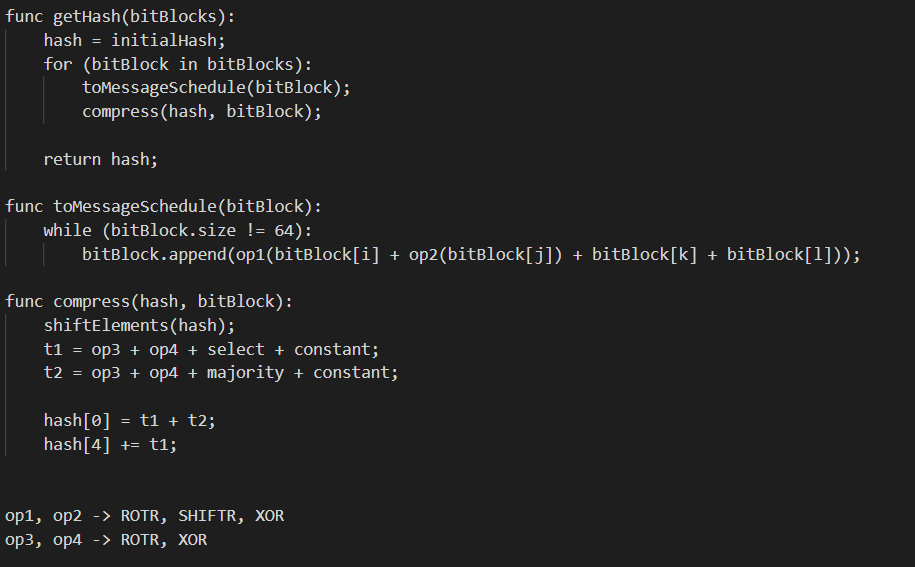 func getHash(bitBlocks):
    hash = initialHash;
    for (bitBlock in bitBlocks):
        toMessageSchedule(bitBlock);
        compress(hash, bitBlock);

    return hash;

func toMessageSchedule(bitBlock):
    while (bitBlock.size != 64):
        bitBlock.append(op1(bitBlock[i] + op2(bitBlock[j]) + bitBlock[k] + bitBlock[l]));

func compress(hash, bitBlock):
    shiftElements(hash);
    t1 = op3 + op4 + select + constant;
    t2 = op3 + op4 + majority + constant;

    hash[0] = t1 + t2;
    hash[4] += t1;


op1, op2 -> ROTR, SHIFTR, XOR
op3, op4 -> ROTR, XOR